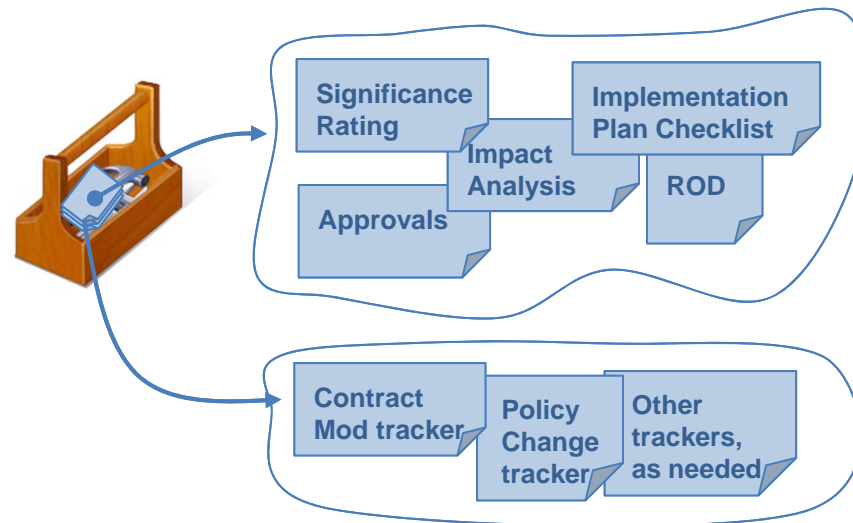 Significance
Rating
Implementation
Plan Checklist
Impact
Analysis
ROD
Approvals
Contract
Mod tracker
Policy
Change
tracker
Other
trackers,
as needed